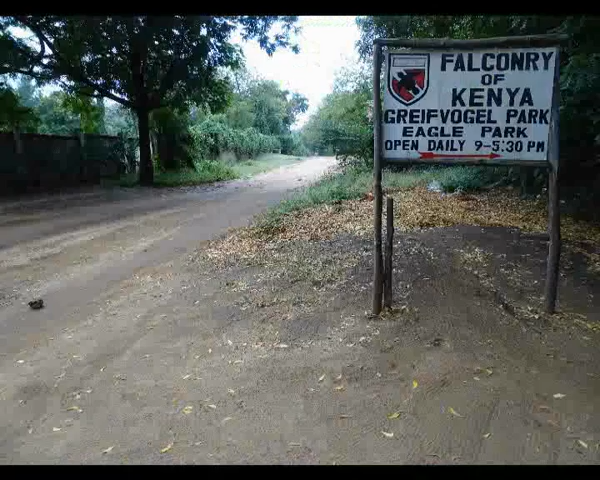 FALCONRY
OF
KENYA
GREIFVOGEL PARK
EAGLE PARK
OPEN DAILY 9-5:30 PM